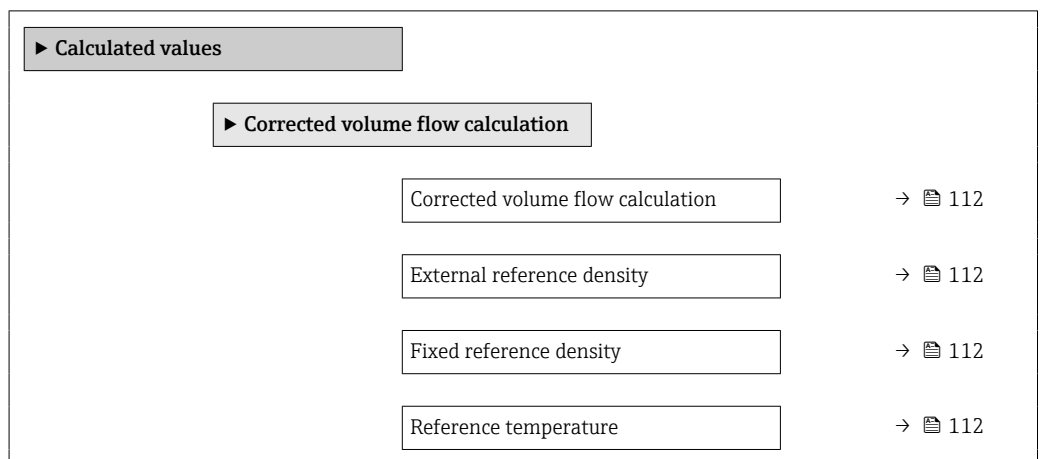 ▶ Calculated values
▶ Corrected volume flow calculation
Corrected volume flow calculation → 112
External reference density → 112
Fixed reference density → 112
Reference temperature → 112